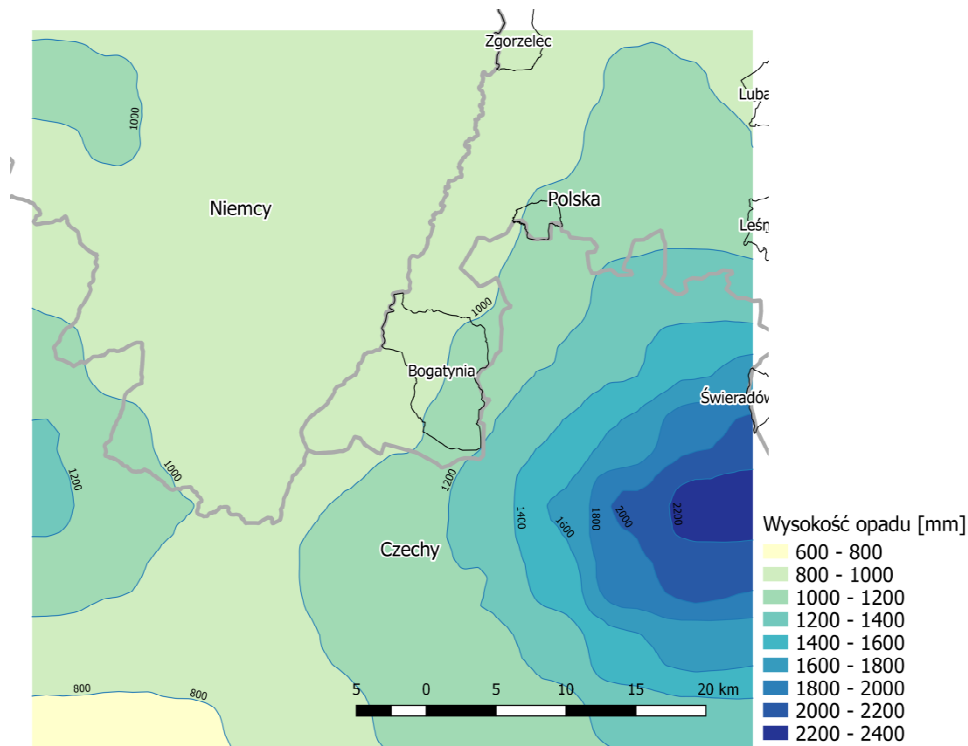 Zgorzelec
Luba
1000
Niemcy
Polska
Leśn
1000
Bogatynia
Świeradów
1000
1200
1200
1400
1600
1800
2000
2200
Czechy
800
800
5 0 5 10 15 20 km
Wysokość opadu [mm]
600 - 800
800 - 1000
1000 - 1200
1200 - 1400
1400 - 1600
1600 - 1800
1800 - 2000
2000 - 2200
2200 - 2400